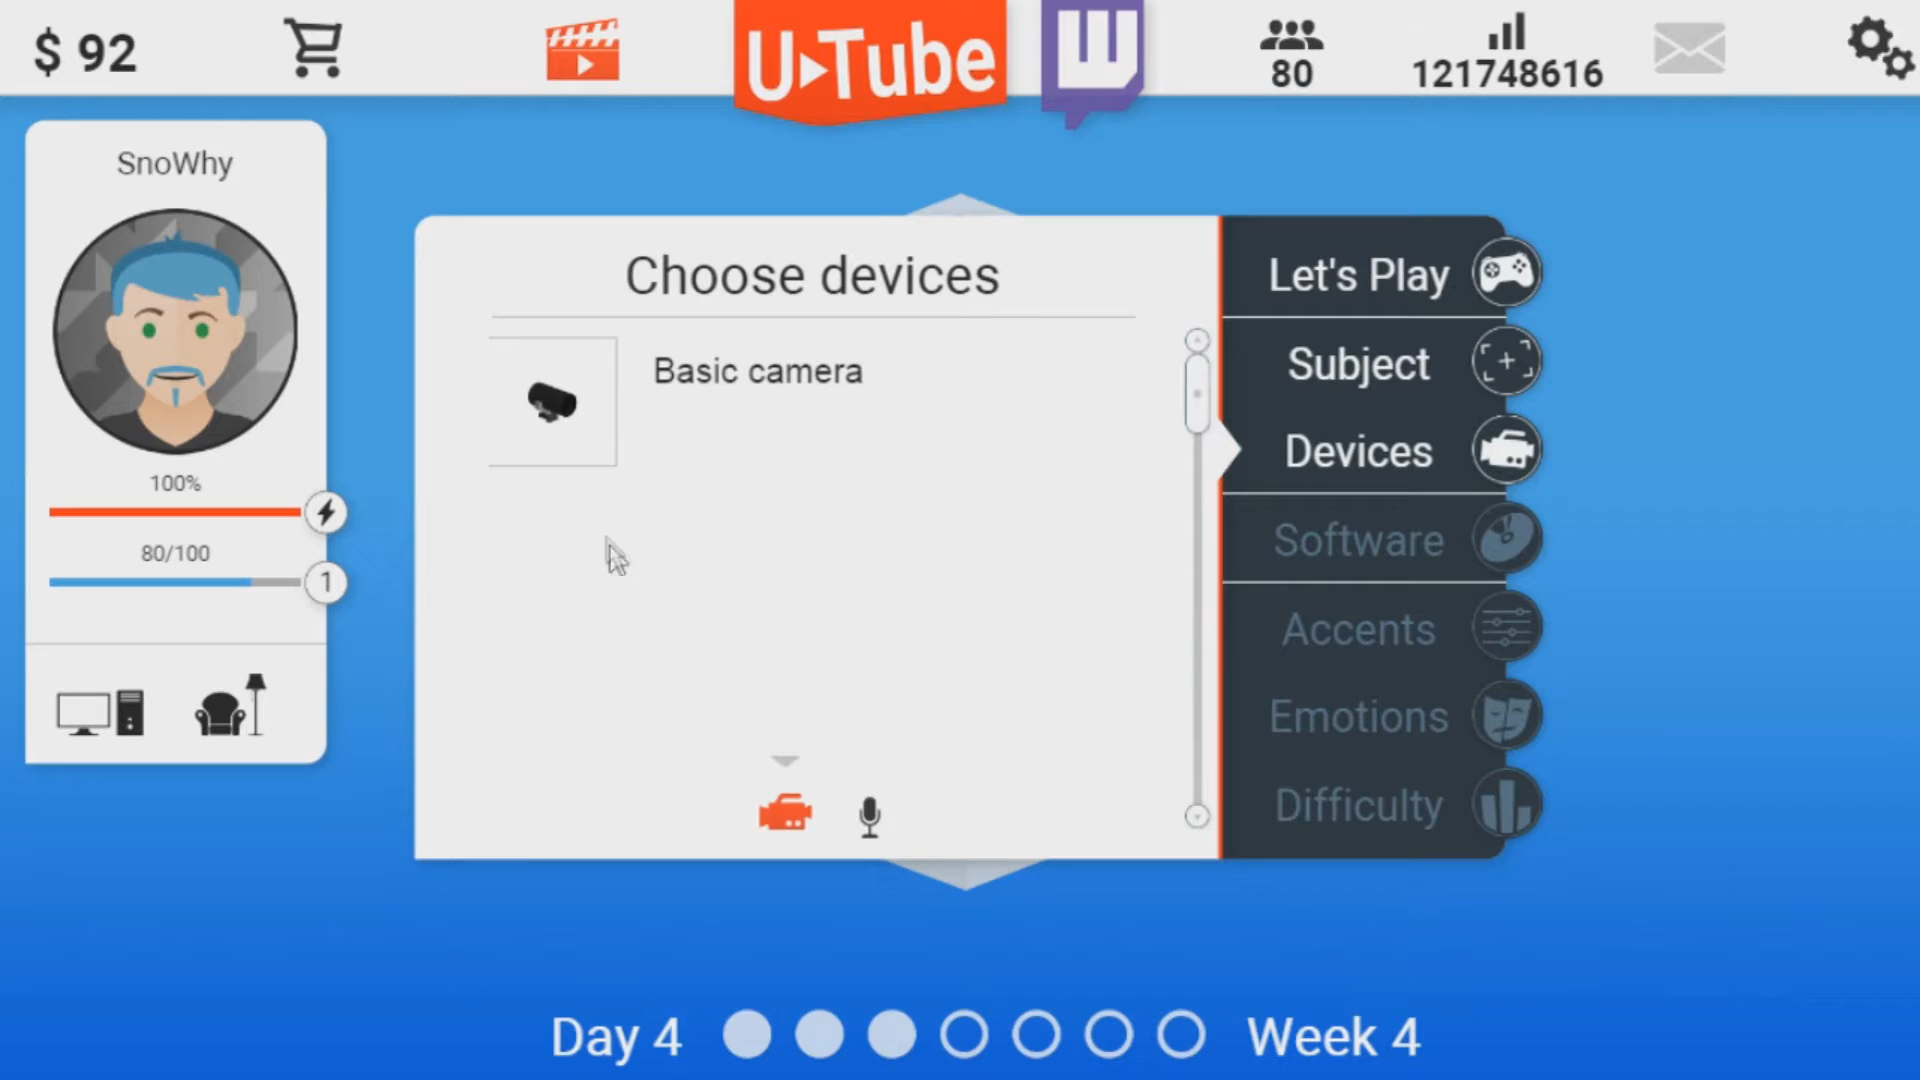 $ 92
U Tube
80
121748616
SnoWhy
100%
80/100
1
Choose devices
Basic camera
Let's Play
Subject
Devices
Software
Accents
Emotions
Difficulty
Day 4
Week 4